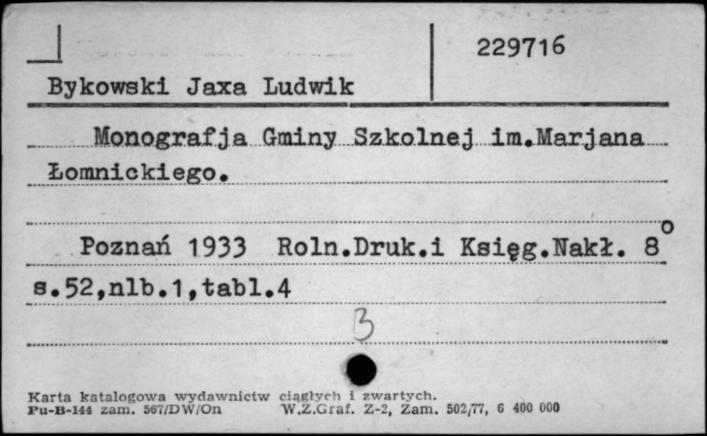 229716
Bykowski Jaxa Ludwik
Monografja Gminy Szkolnej im.Marjana
Łomnickiego.
Poznań 1933 Roln.Druk.i Księg.Nakł. 8o
s.52,nlb.1,tabl.4
B
Karta katalogowa wydawnictw ciągłych i zwartych.
Pu-B-144 zam. 567/DW/On W.Z.Graf. Z-2, Zam. 502/77, 6 400 000